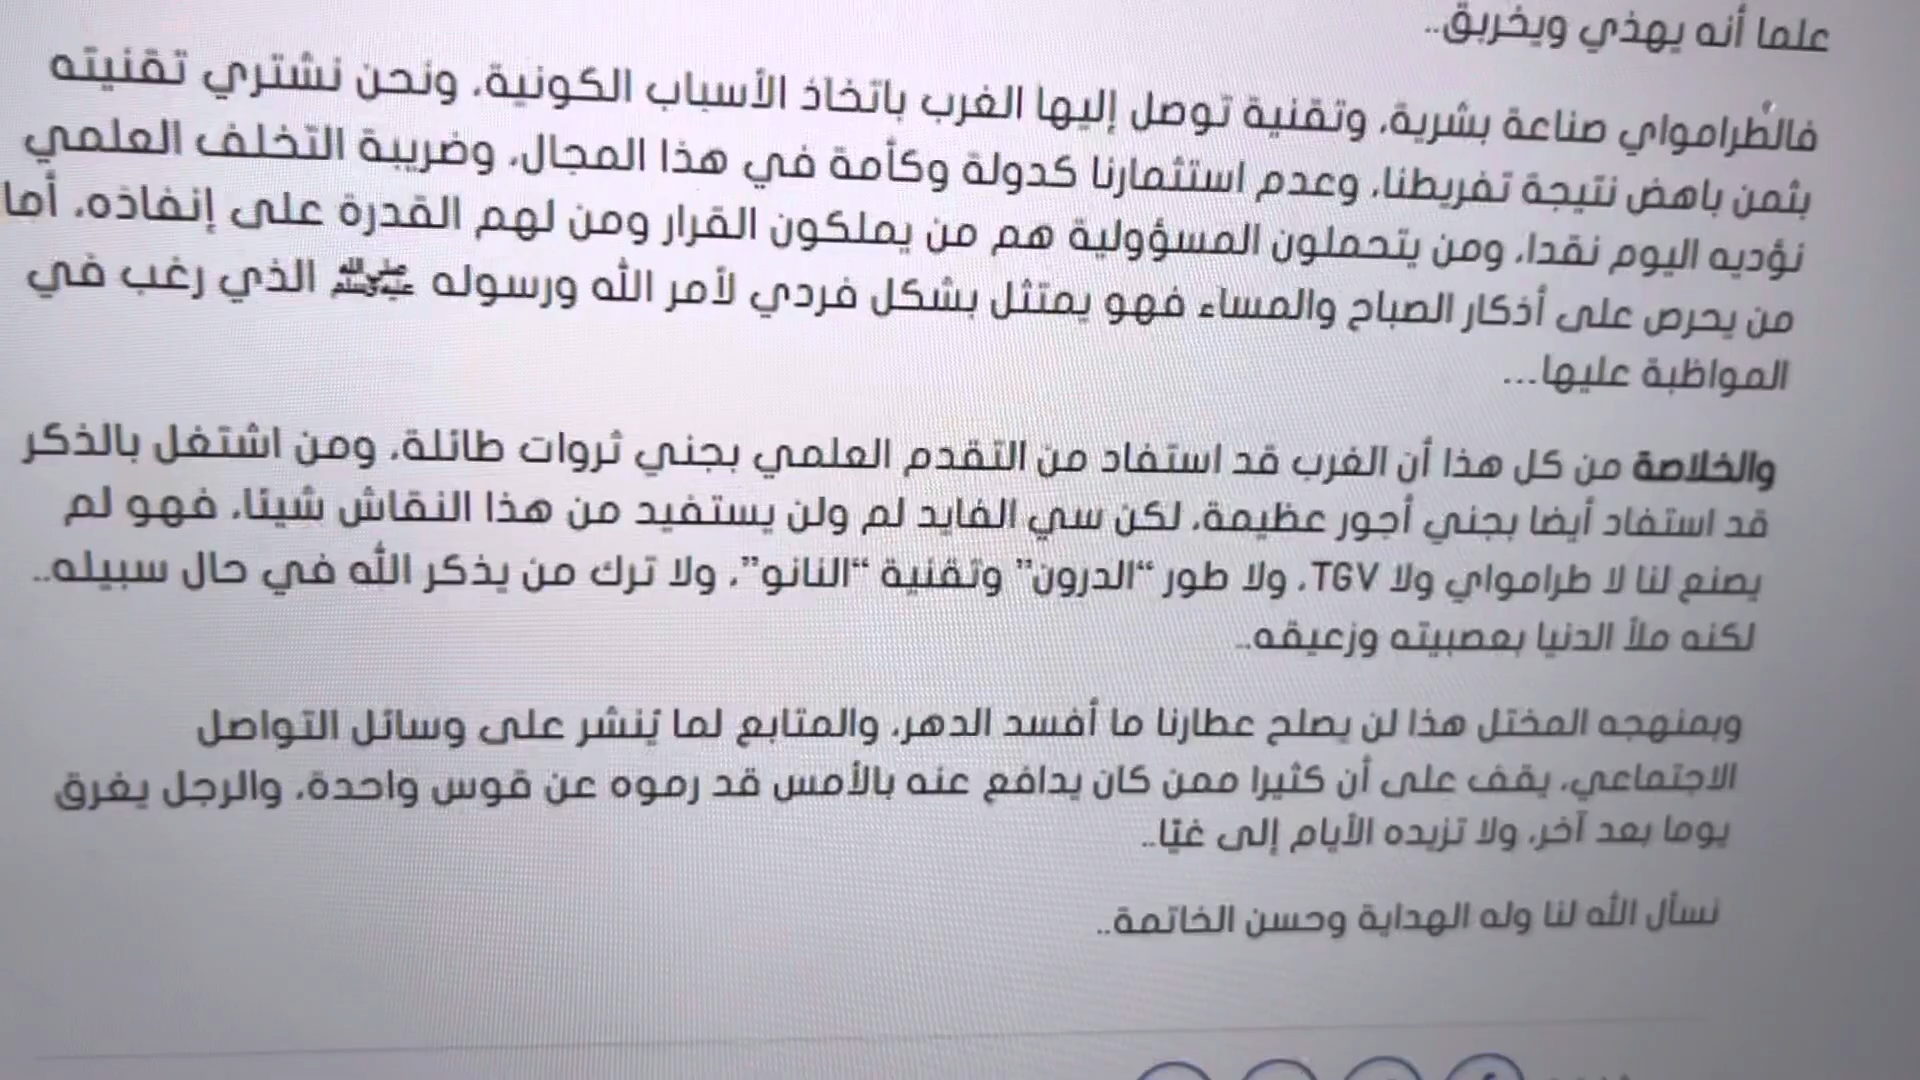 علما أنه يهذي ويخربق..
فالطرامواي صناعة بشرية، وتقنية توصل إليها الغرب باتخاذ الأسباب الكونية، ونحن نشتري تقنيته
بثمن باهض نتيجة تفريطنا، وعدم استثمارنا كدولة وكأمة في هذا المجال، وضريبة التخلف العلمي
نؤديه اليوم نقدا، ومن يتحملون المسؤولية هم من يملكون القرار ومن لهم القدرة على إنفاذه، أما
من يحرص على أذكار الصباح والمساء فهو يمتثل بشكل فردي لأمر الله ورسوله ﷺ الذي رغب في
المواظبة عليها...
والخلاصة من كل هذا أن الغرب قد استفاد من التقدم العلمي بجني ثروات طائلة، ومن اشتغل بالذكر
قد استفاد أيضا بجني أجور عظيمة، لكن سي الفايد لم ولن يستفيد من هذا النقاش شيئا، فهو لم
يصنع لنا لا طرامواي ولا TGV، ولا طور “الدرون” وتقنية “النانو”، ولا ترك من يذكر الله في حال سبيله..
لكنه ملأ الدنيا بعصبيته وزعيقه..
وبمنهجه المختل هذا لن يصلح عطارنا ما أفسد الدهر، والمتابع لما يُنشر على وسائل التواصل
الاجتماعي، يقف على أن كثيرا ممن كان يدافع عنه بالأمس قد رموه عن قوس واحدة، والرجل يغرق
يوما بعد آخر، ولا تزيده الأيام إلى غيّا..
نسأل الله لنا وله الهداية وحسن الخاتمة..